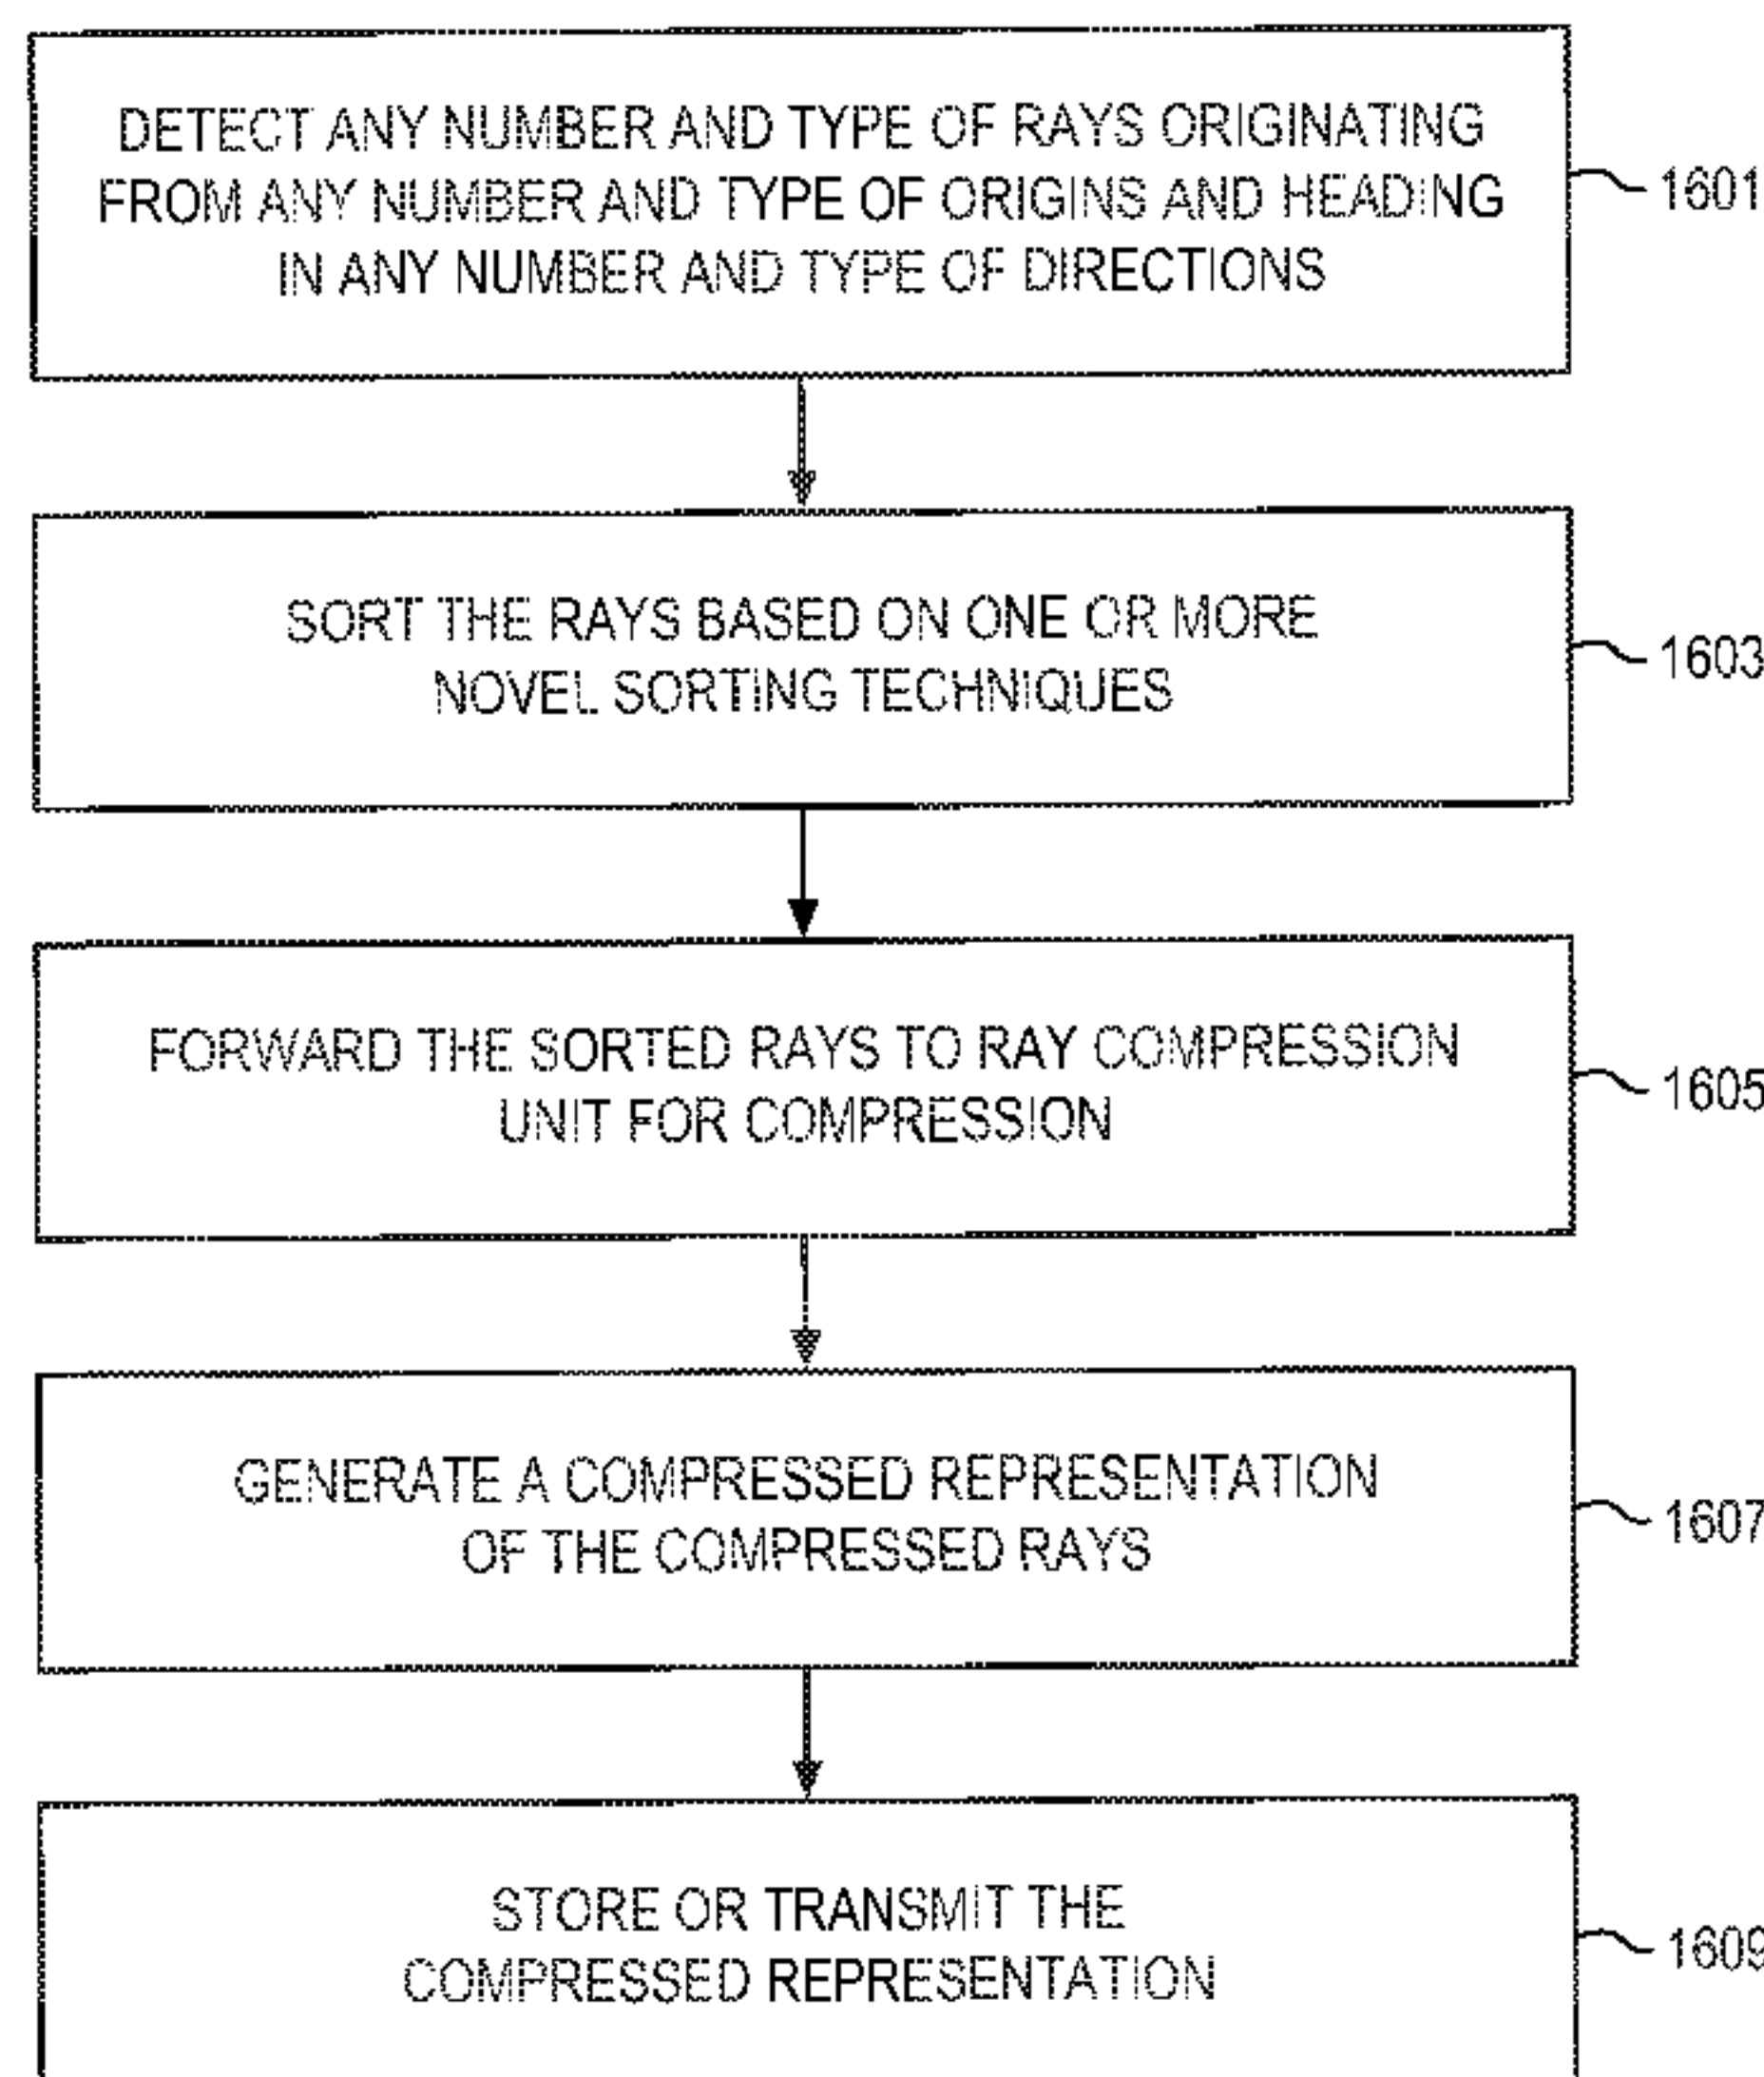 DETECT ANY NUMBER AND TYPE OF RAYS ORIGINATING
FROM ANY NUMBER AND TYPE OF ORIGINS AND HEADING
IN ANY NUMBER AND TYPE OF DIRECTIONS
1601
SORT THE RAYS BASED ON ONE OR MORE
NOVEL SORTING TECHNIQUES
1603
FORWARD THE SORTED RAYS TO RAY COMPRESSION
UNIT FOR COMPRESSION
1605
GENERATE A COMPRESSED REPRESENTATION
OF THE COMPRESSED RAYS
1607
STORE OR TRANSMIT THE
COMPRESSED REPRESENTATION
1609